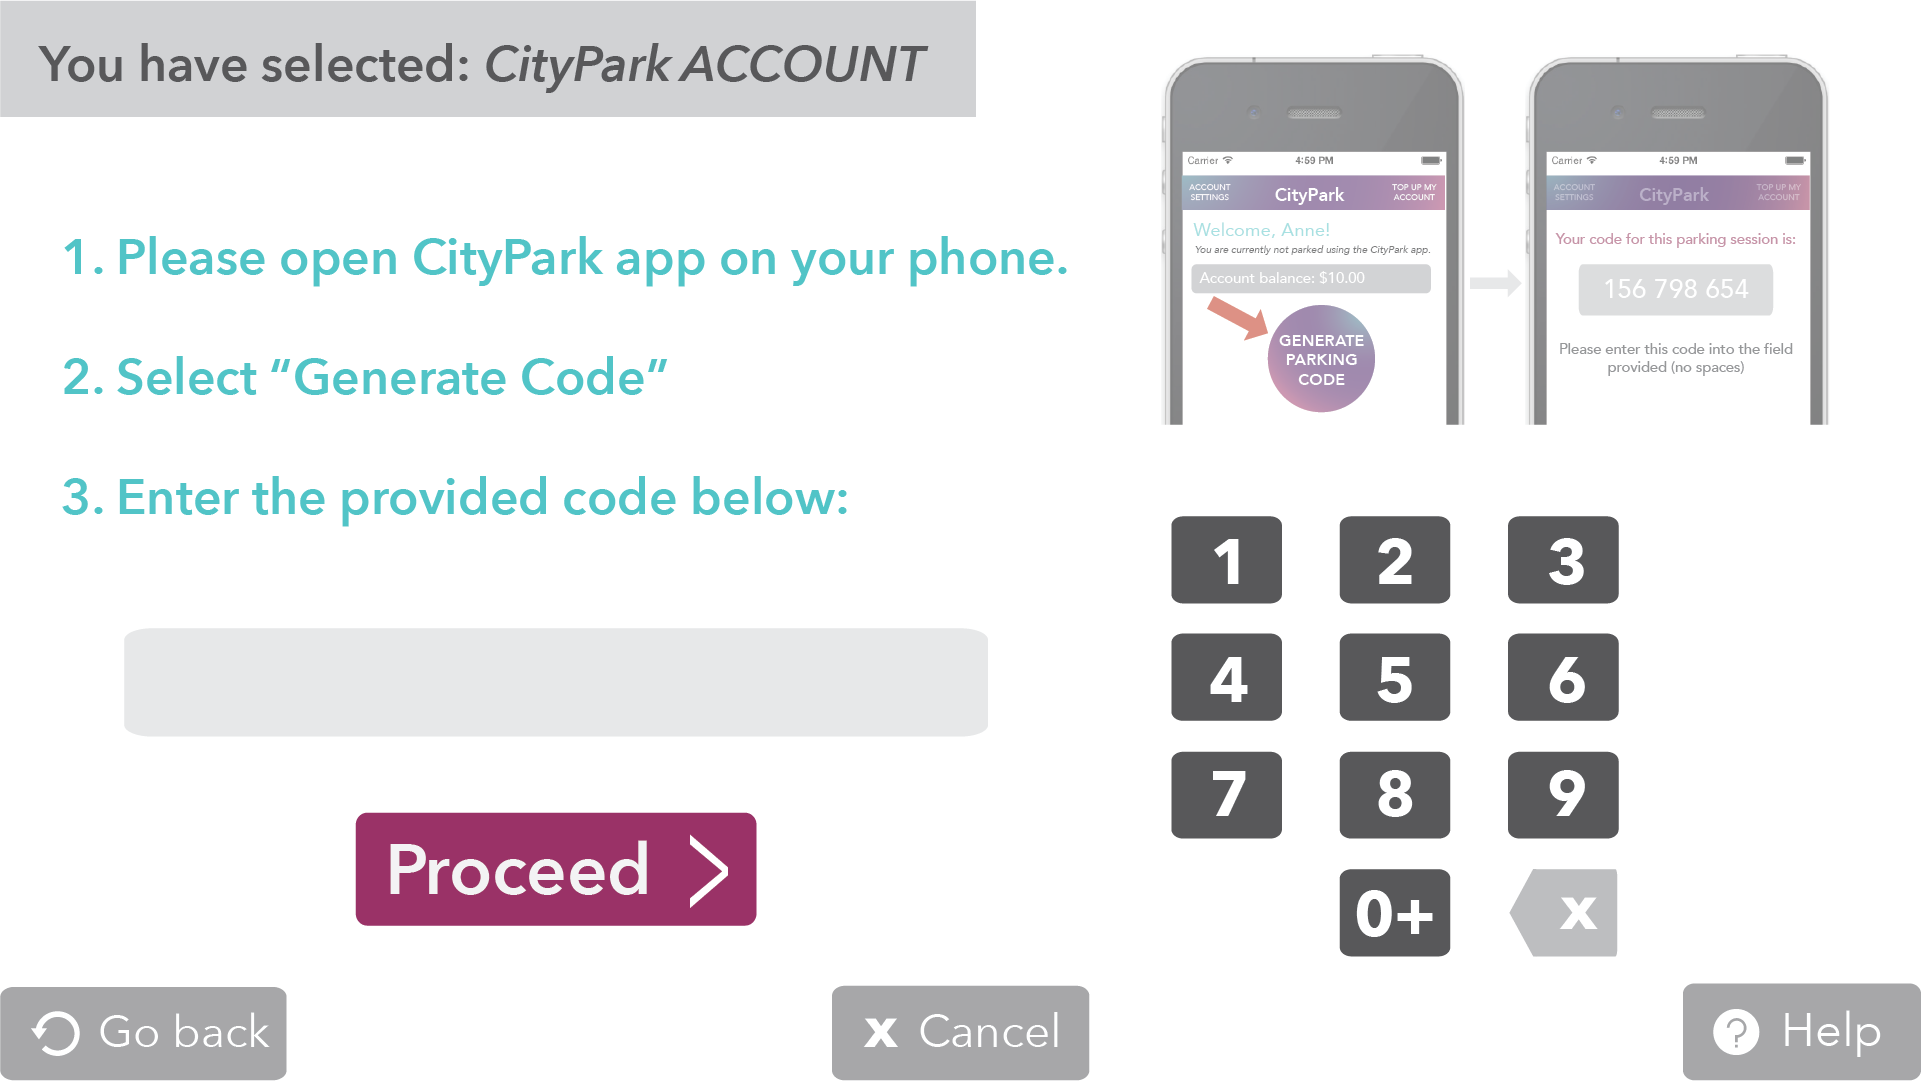 You have selected: CityPark ACCOUNT
1. Please open CityPark app on your phone.
2. Select “Generate Code”
3. Enter the provided code below:
Proceed
Carrier
4:59 PM
ACCOUNT
SETTINGS
CityPark
TOP UP MY
ACCOUNT
Welcome, Anne!
You are currently not parked using the CityPark app.
Account balance: $10.00
GENERATE
PARKING
CODE
Carrier
4:59 PM
ACCOUNT
SETTINGS
CityPark
TOP UP MY
ACCOUNT
Your code for this parking session is:
156 798 654
Please enter this code into the field
provided (no spaces)
1 2 3
4 5 6
7 8 9
0+ x
Go back
x Cancel
? Help